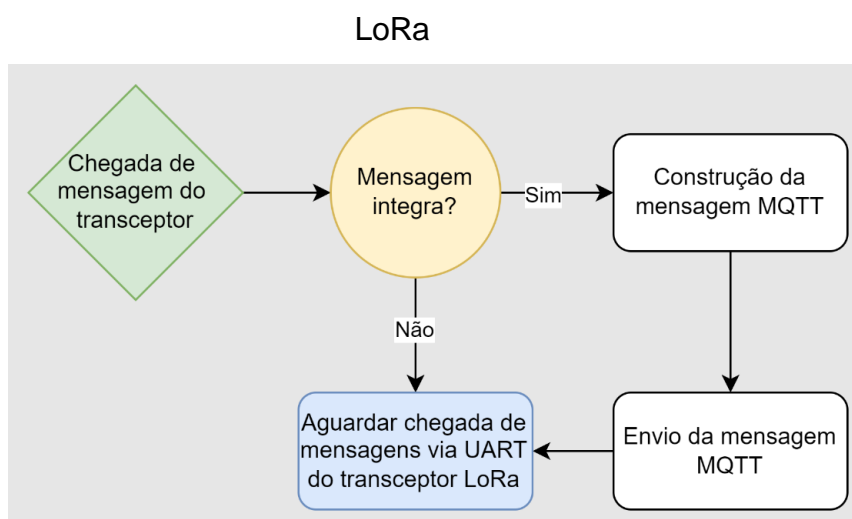 LoRa
Chegada de
mensagem do
transceptor
Mensagem
integra?
Sim
Construção da
mensagem MQTT
Não
Aguardar chegada de
mensagens via UART
do transceptor LoRa
Envio da mensagem
MQTT